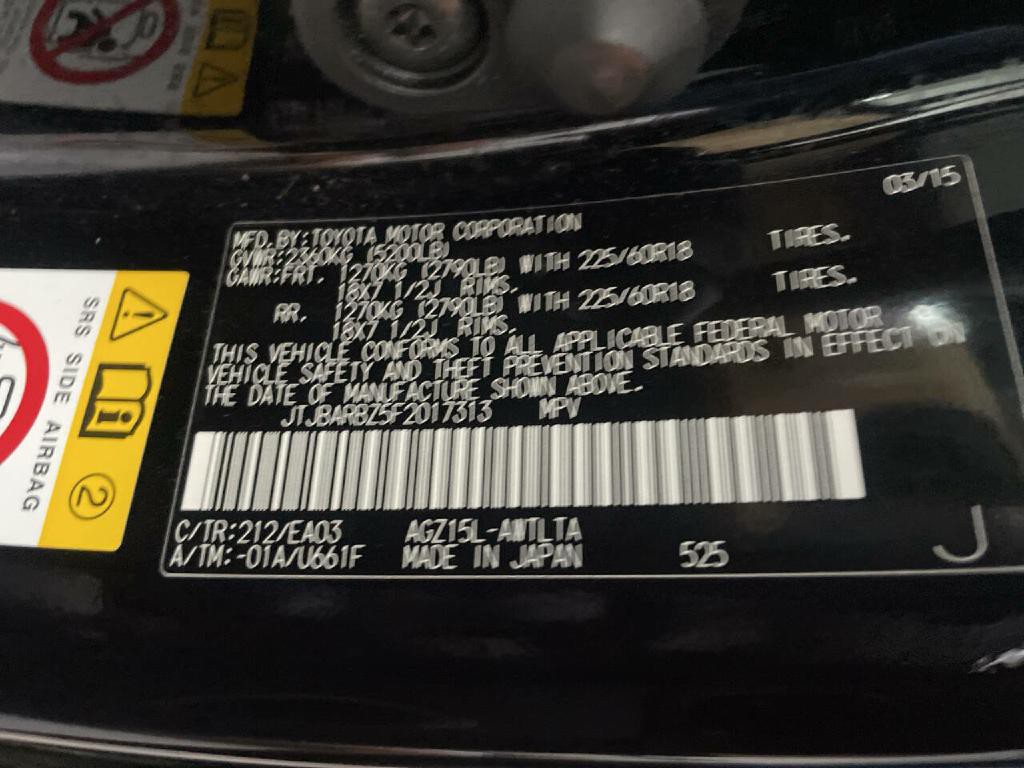 03/15
MFD. BY: TOYOTA MOTOR CORPORATION
GVWR: 2360KG (5200LB)
GAWR: FRT. 1270KG (2790LB) WITH 225/60R18 TIRES.
18X7 1/2J RIMS.
RR. 1270KG (2790LB) WITH 225/60R18 TIRES.
18X7 1/2J RIMS.
THIS VEHICLE CONFORMS TO ALL APPLICABLE FEDERAL MOTOR
VEHICLE SAFETY AND THEFT PREVENTION STANDARDS IN EFFECT ON
THE DATE OF MANUFACTURE SHOWN ABOVE.
JTJBARBZ5F2017313 MPV
C/TR: 212/EA03 AGZ15L-AWTLTA
A/TM: -01A/U661F MADE IN JAPAN 525
J
SRS SIDE AIRBAG
2